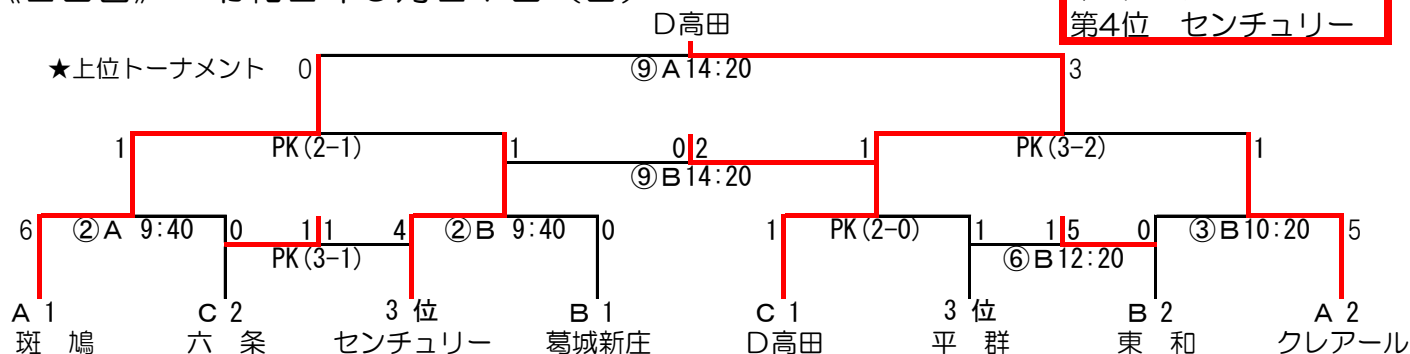 D高田
第4位 センチュリー
★上位トーナメント 0 ⑨A14:20 3
1 PK(2-1) 1 0 2 1 PK(3-2) 1
⑨B14:20
6 ②A 9:40 0 1 1 4 ②B 9:40 0 1 PK(2-0) 1 1 5 0 ③B10:20 5
PK(3-1) ⑥B12:20
A 1 C 2 3 位 B 1 C 1 3 位 B 2 A 2
斑 鳩 六 条 センチュリー 葛城新庄 D高田 平 群 東 和 クレアール